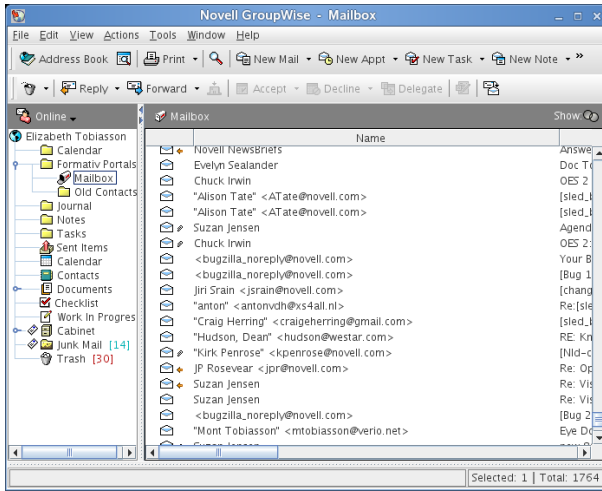 Novell GroupWise - Mailbox
File Edit View Actions Tools Window Help
Address Book Print New Mail New Appt New Task New Note »
Reply Forward Accept Decline Delegate
Online
Mailbox Show:
Elizabeth Tobiasson
Calendar
Formativ Portals
Mailbox
Old Contacts
Journal
Notes
Tasks
Sent Items
Calendar
Contacts
Documents
Checklist
Work In Progres
Cabinet
Junk Mail [14]
Trash [30]
Name
Novell NewsBriefs Answe
Evelyn Sealander Doc To
Chuck Irwin OES 2
"Alison Tate" <ATate@novell.com> [sled_b
"Alison Tate" <ATate@novell.com> [sled_b
Suzan Jensen Agend
Chuck Irwin OES 2:
<bugzilla_noreply@novell.com> Your B
<bugzilla_noreply@novell.com> [Bug 1
Jiri Srain <jsrain@novell.com> [chang
"anton" <antonvdh@xs4all.nl> Re:[sle
"Craig Herring" <craigeherring@gmail.com> [sled_b
"Hudson, Dean" <hudson@westar.com> RE: Kn
"Kirk Penrose" <kpenrose@novell.com> [Nld-c
JP Rosevear <jpr@novell.com> Re: Op
Suzan Jensen Re: Vis
Suzan Jensen Re: Vis
<bugzilla_noreply@novell.com> [Bug 2
"Mont Tobiasson" <mtobiasson@verio.net> Eye Do
Selected: 1 Total: 1764